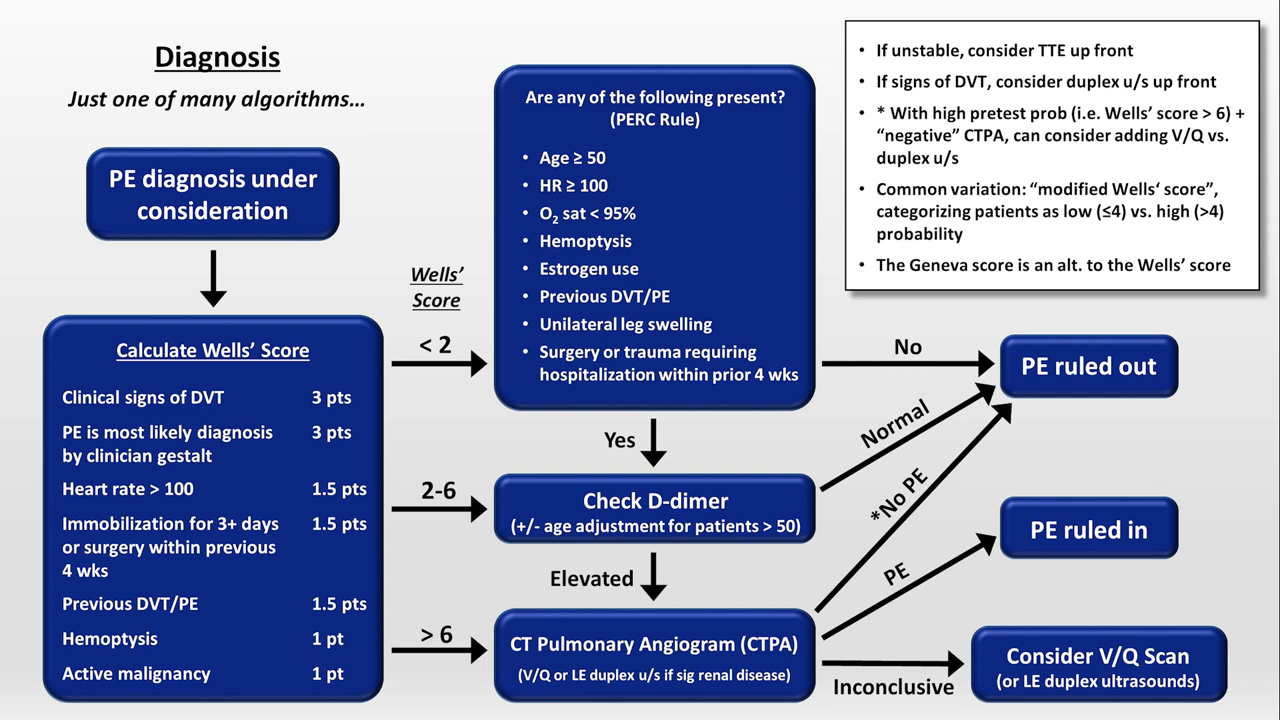 Diagnosis
Just one of many algorithms…
PE diagnosis under
consideration
Calculate Wells’ Score
Clinical signs of DVT 3 pts
PE is most likely diagnosis 3 pts
by clinician gestalt
Heart rate > 100 1.5 pts
Immobilization for 3+ days 1.5 pts
or surgery within previous
4 wks
Previous DVT/PE 1.5 pts
Hemoptysis 1 pt
Active malignancy 1 pt
Wells’
Score
< 2
2-6
> 6
Are any of the following present?
(PERC Rule)
• Age ≥ 50
• HR ≥ 100
• O₂ sat < 95%
• Hemoptysis
• Estrogen use
• Previous DVT/PE
• Unilateral leg swelling
• Surgery or trauma requiring
hospitalization within prior 4 wks
Yes
Check D-dimer
(+/- age adjustment for patients > 50)
Elevated
CT Pulmonary Angiogram (CTPA)
(V/Q or LE duplex u/s if sig renal disease)
No
Normal
*No PE
PE
Inconclusive
PE ruled out
PE ruled in
Consider V/Q Scan
(or LE duplex ultrasounds)
• If unstable, consider TTE up front
• If signs of DVT, consider duplex u/s up front
• * With high pretest prob (i.e. Wells’ score > 6) +
“negative” CTPA, can consider adding V/Q vs.
duplex u/s
• Common variation: “modified Wells‘ score”,
categorizing patients as low (≤4) vs. high (>4)
probability
• The Geneva score is an alt. to the Wells’ score